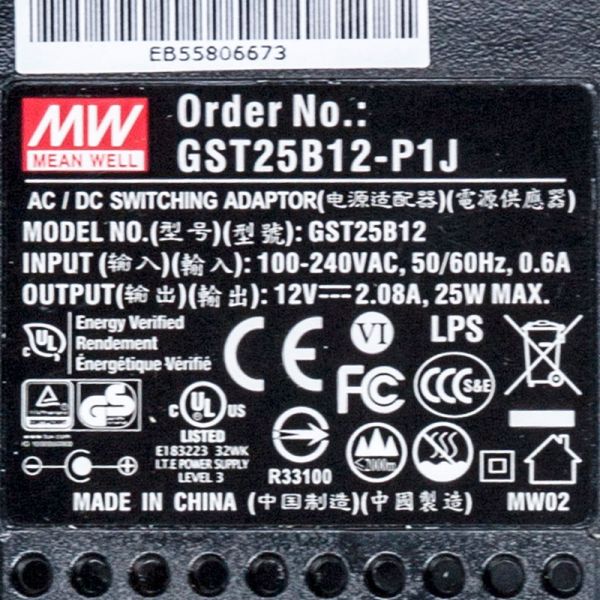 EB55806673
MW
MEAN WELL
Order No.:
GST25B12-P1J
AC / DC SWITCHING ADAPTOR(电源适配器)(電源供應器)
MODEL NO.(型号)(型號): GST25B12
INPUT (输入)(輸入): 100-240VAC, 50/60Hz, 0.6A
OUTPUT(输出)(輸出): 12V⎓2.08A, 25W MAX.
UL
Energy Verified
Rendement
Énergétique Vérifié
CE
VI
LPS
FC
CCC S&E
GS
c UL US
LISTED
E183223 32WK
I.T.E POWER SUPPLY
LEVEL 3
R33100
≤2000m
MADE IN CHINA (中国制造)(中國製造)
MW02